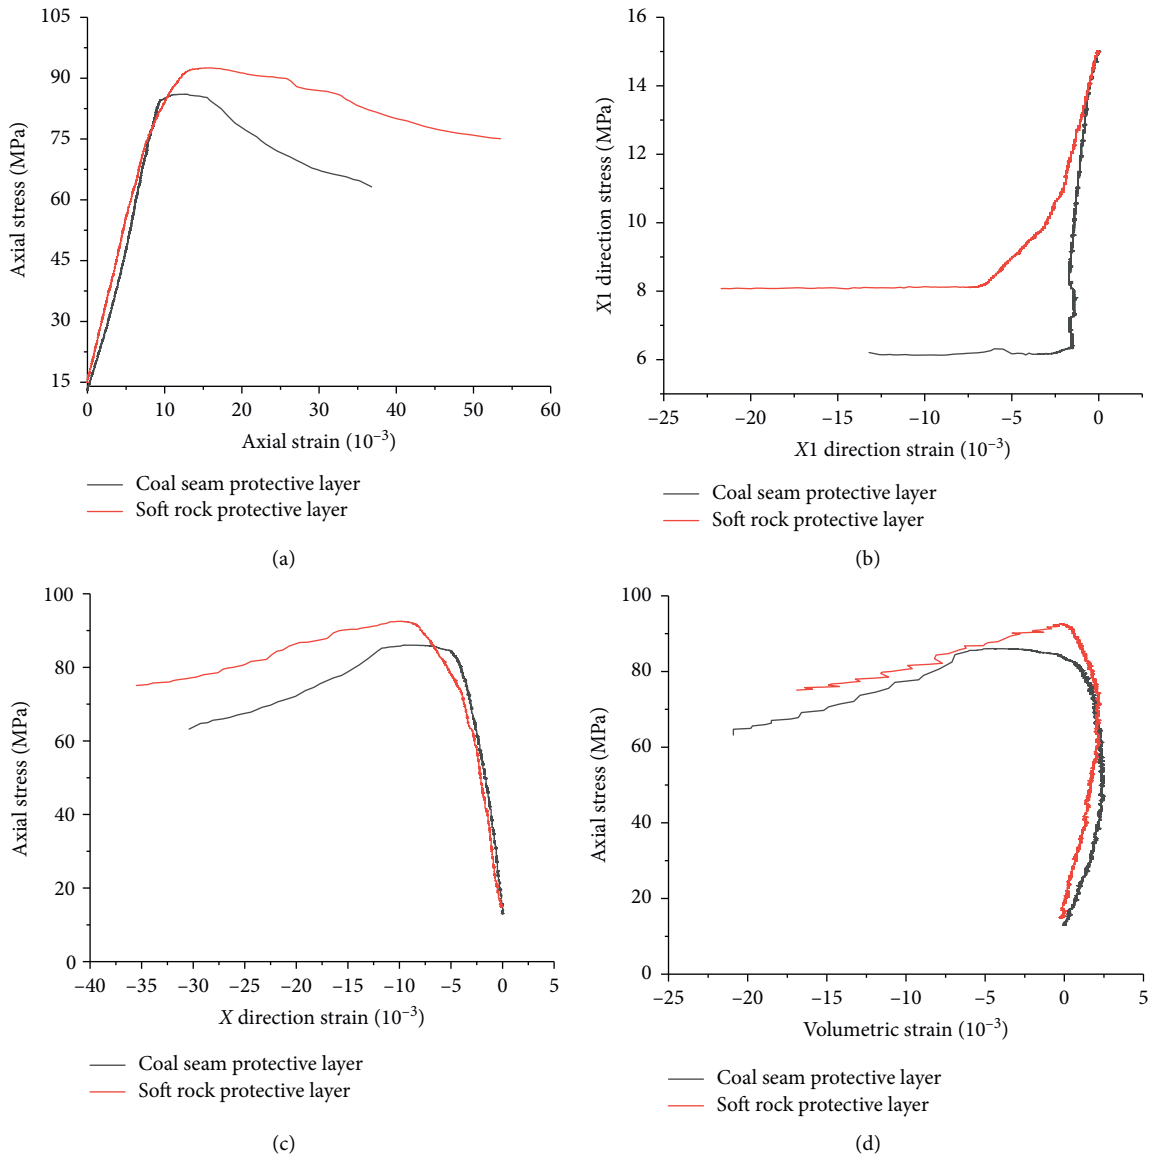 105
90
75
60
45
30
15
Axial stress (MPa)
0 10 20 30 40 50 60
Axial strain (10⁻³)
Coal seam protective layer
Soft rock protective layer
(a)
16
14
12
10
8
6
X1 direction stress (MPa)
–25 –20 –15 –10 –5 0
X1 direction strain (10⁻³)
Coal seam protective layer
Soft rock protective layer
(b)
100
80
60
40
20
0
Axial stress (MPa)
–40 –35 –30 –25 –20 –15 –10 –5 0 5
X direction strain (10⁻³)
Coal seam protective layer
Soft rock protective layer
(c)
100
80
60
40
20
0
Axial stress (MPa)
–25 –20 –15 –10 –5 0 5
Volumetric strain (10⁻³)
Coal seam protective layer
Soft rock protective layer
(d)